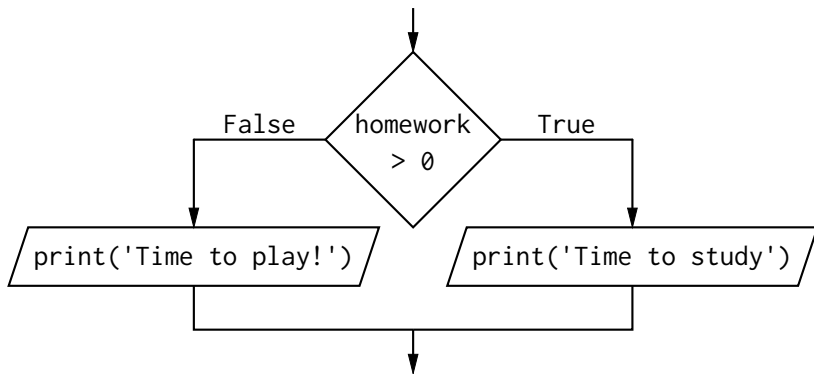 False
homework
> 0
True
print('Time to play!')
print('Time to study')